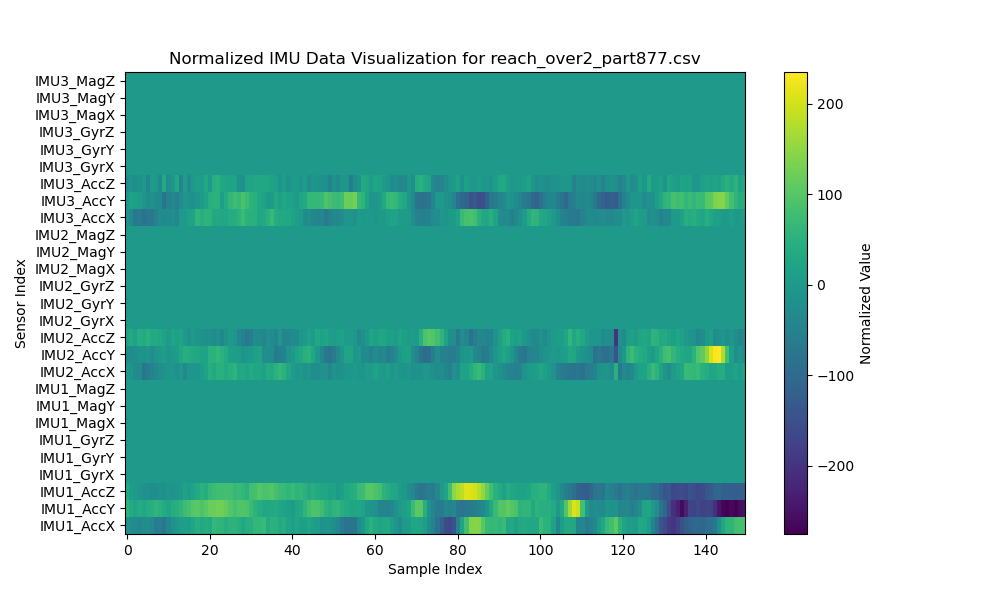 Normalized IMU Data Visualization for reach_over2_part877.csv
IMU3_MagZ
IMU3_MagY
IMU3_MagX
IMU3_GyrZ
IMU3_GyrY
IMU3_GyrX
IMU3_AccZ
IMU3_AccY
IMU3_AccX
IMU2_MagZ
IMU2_MagY
IMU2_MagX
IMU2_GyrZ
IMU2_GyrY
IMU2_GyrX
IMU2_AccZ
IMU2_AccY
IMU2_AccX
IMU1_MagZ
IMU1_MagY
IMU1_MagX
IMU1_GyrZ
IMU1_GyrY
IMU1_GyrX
IMU1_AccZ
IMU1_AccY
IMU1_AccX
Sensor Index
0 20 40 60 80 100 120 140
Sample Index
200
100
0
−100
−200
Normalized Value